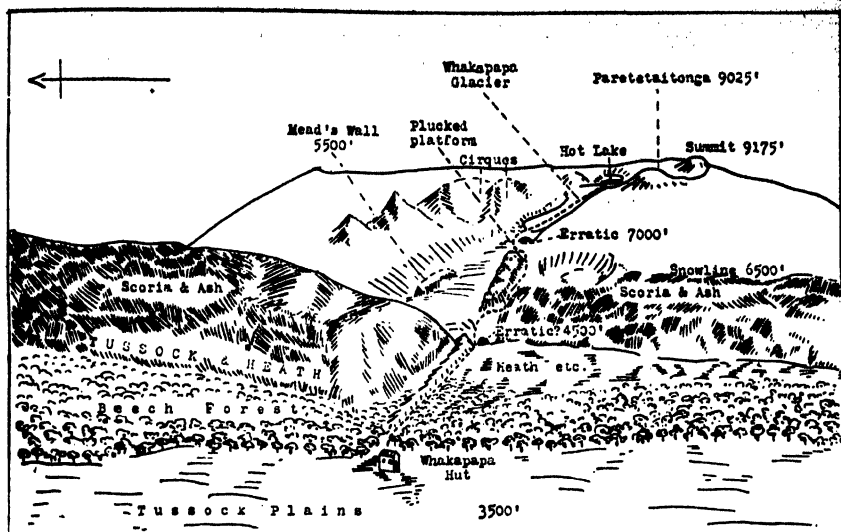 Whakapapa
Glacier
Paretetaitonga 9025'
Mead's Wall
5500'
Plucked
platform
Cirques
Hot Lake
Summit 9175'
Erratic 7000'
Snowline 6500'
Scoria & Ash
Scoria & Ash
Erratic?4500'
TUSSOCK & HEATH
Heath etc.
Beech Forest
Whakapapa
Hut
Tussock Plains
3500'